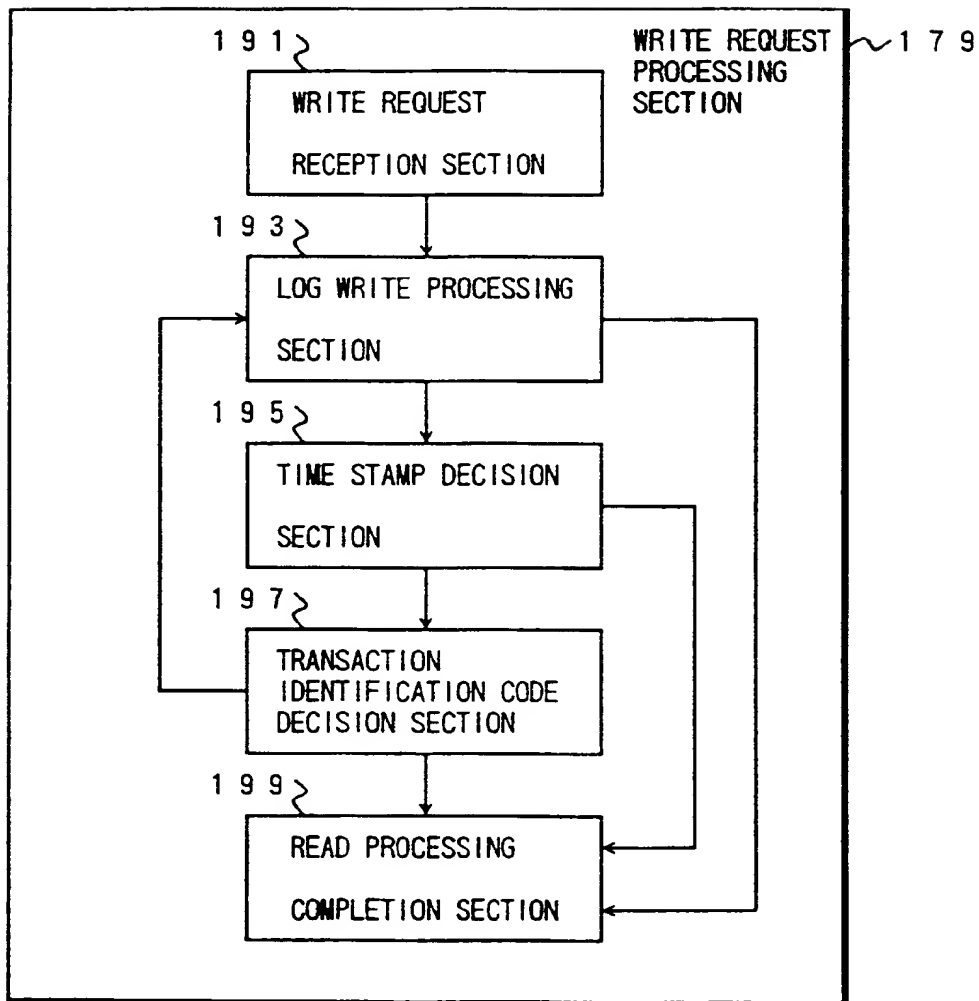 191
WRITE REQUEST
RECEPTION SECTION
WRITE REQUEST
PROCESSING
SECTION
179
193
LOG WRITE PROCESSING
SECTION
195
TIME STAMP DECISION
SECTION
197
TRANSACTION
IDENTIFICATION CODE
DECISION SECTION
199
READ PROCESSING
COMPLETION SECTION